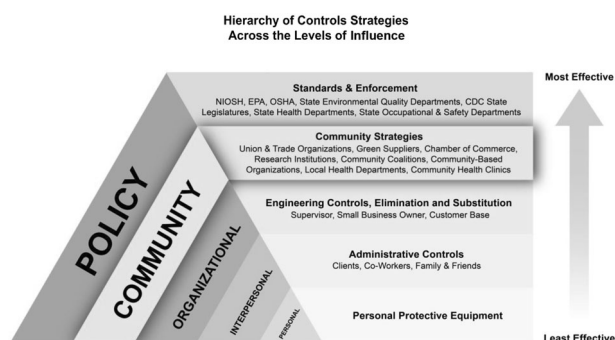 Hierarchy of Controls Strategies
Across the Levels of Influence
Most Effective
Standards & Enforcement
NIOSH, EPA, OSHA, State Environmental Quality Departments, CDC State
Legislatures, State Health Departments, State Occupational & Safety Departments
Community Strategies
Union & Trade Organizations, Green Suppliers, Chamber of Commerce,
Research Institutions, Community Coalitions, Community-Based
Organizations, Local Health Departments, Community Health Clinics
Engineering Controls, Elimination and Substitution
Supervisor, Small Business Owner, Customer Base
Administrative Controls
Clients, Co-Workers, Family & Friends
Personal Protective Equipment
Least Effective
POLICY
COMMUNITY
ORGANIZATIONAL
INTERPERSONAL
PERSONAL